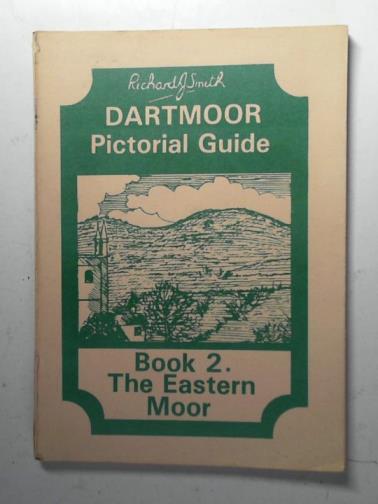 Richard J Smith
DARTMOOR
Pictorial Guide
Book 2.
The Eastern
Moor